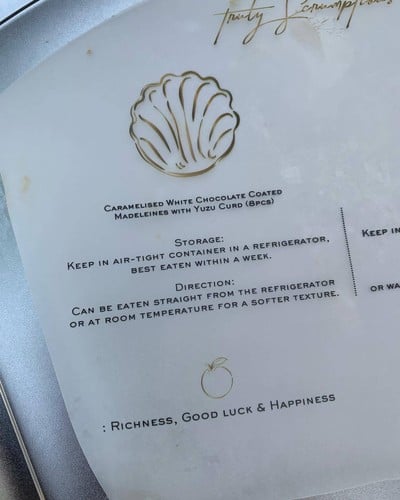 Truly Scrumptious
CARAMELISED WHITE CHOCOLATE COATED
MADELEINES WITH YUZU CURD (8PCS)
STORAGE:
KEEP IN AIR-TIGHT CONTAINER IN A REFRIGERATOR,
BEST EATEN WITHIN A WEEK.
DIRECTION:
CAN BE EATEN STRAIGHT FROM THE REFRIGERATOR
OR AT ROOM TEMPERATURE FOR A SOFTER TEXTURE.
KEEP IN
OR WA
: RICHNESS, GOOD LUCK & HAPPINESS